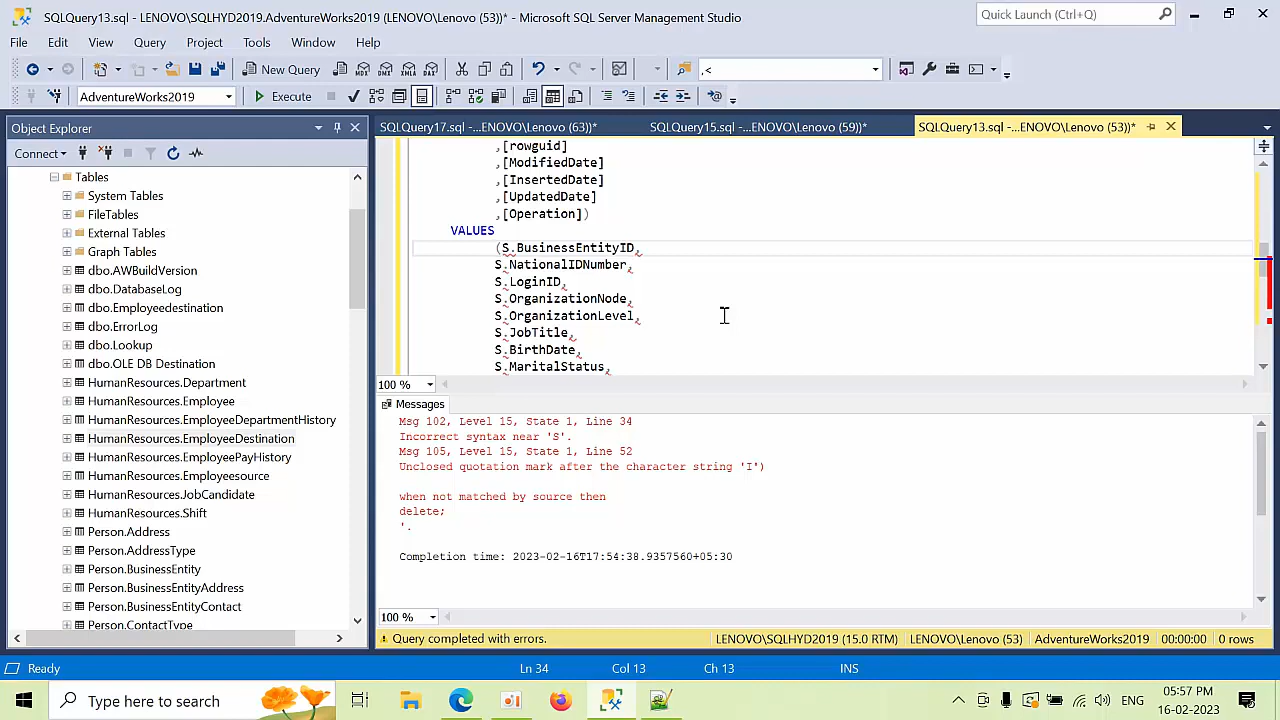 SQLQuery13.sql - LENOVO\SQLHYD2019.AdventureWorks2019 (LENOVO\Lenovo (53))* - Microsoft SQL Server Management Studio
Quick Launch (Ctrl+Q)
File Edit View Query Project Tools Window Help
New Query MDX DMX XMLA DAX ,<
AdventureWorks2019 Execute
Object Explorer
SQLQuery17.sql -...ENOVO\Lenovo (63))* SQLQuery15.sql -...ENOVO\Lenovo (59))* SQLQuery13.sql -...ENOVO\Lenovo (53))*
Connect
Tables
System Tables
FileTables
External Tables
Graph Tables
dbo.AWBuildVersion
dbo.DatabaseLog
dbo.Employeedestination
dbo.ErrorLog
dbo.Lookup
dbo.OLE DB Destination
HumanResources.Department
HumanResources.Employee
HumanResources.EmployeeDepartmentHistory
HumanResources.EmployeeDestination
HumanResources.EmployeePayHistory
HumanResources.Employeesource
HumanResources.JobCandidate
HumanResources.Shift
Person.Address
Person.AddressType
Person.BusinessEntity
Person.BusinessEntityAddress
Person.BusinessEntityContact
Person.ContactType
,[rowguid]
,[ModifiedDate]
,[InsertedDate]
,[UpdatedDate]
,[Operation])
VALUES
(S.BusinessEntityID,
S.NationalIDNumber,
S.LoginID,
S.OrganizationNode,
S.OrganizationLevel,
S.JobTitle,
S.BirthDate,
S.MaritalStatus,
100 %
Messages
Msg 102, Level 15, State 1, Line 34
Incorrect syntax near 'S'.
Msg 105, Level 15, State 1, Line 52
Unclosed quotation mark after the character string 'I')
when not matched by source then
delete;
'.
Completion time: 2023-02-16T17:54:38.9357560+05:30
100 %
Query completed with errors. LENOVO\SQLHYD2019 (15.0 RTM) LENOVO\Lenovo (53) AdventureWorks2019 00:00:00 0 rows
Ready Ln 34 Col 13 Ch 13 INS
Type here to search
ENG
05:57 PM
16-02-2023